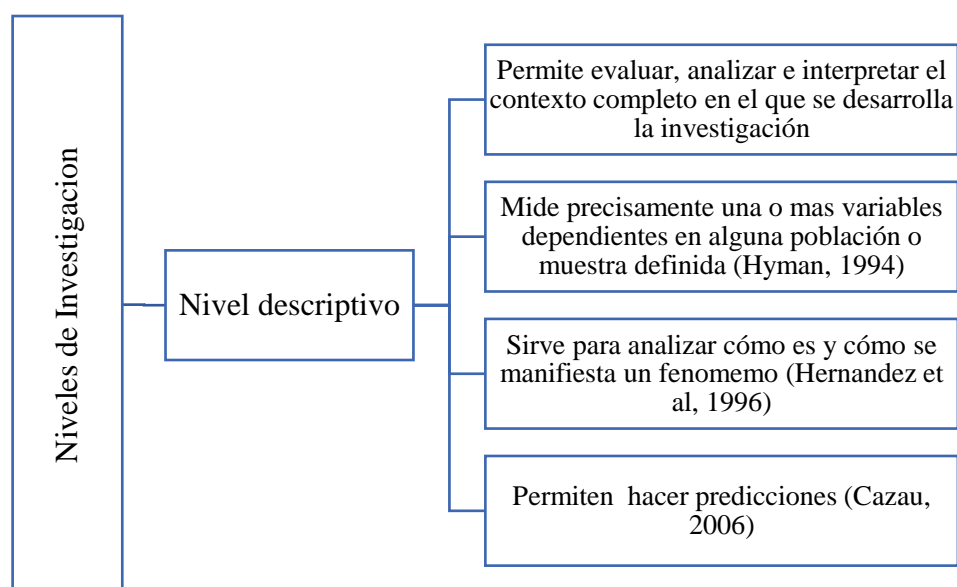 Niveles de Investigacion
Nivel descriptivo
Permite evaluar, analizar e interpretar el
contexto completo en el que se desarrolla
la investigación
Mide precisamente una o mas variables
dependientes en alguna población o
muestra definida (Hyman, 1994)
Sirve para analizar cómo es y cómo se
manifiesta un fenomemo (Hernandez et
al, 1996)
Permiten hacer predicciones (Cazau,
2006)